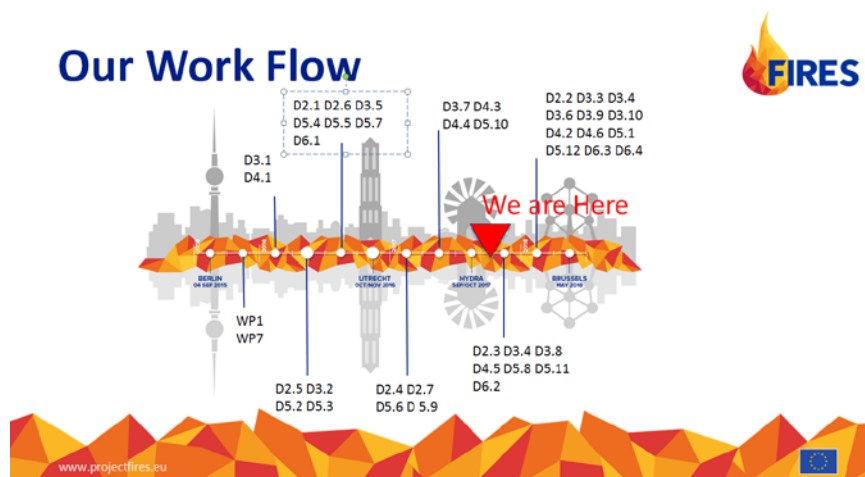 Our Work Flow
FIRES
D2.1 D2.6 D3.5
D5.4 D5.5 D5.7
D6.1
D3.7 D4.3
D4.4 D5.10
D2.2 D3.3 D3.4
D3.6 D3.9 D3.10
D4.2 D4.6 D5.1
D5.12 D6.3 D6.4
D3.1
D4.1
We are Here
BERLIN
04 SEP 2015
UTRECHT
OCT/NOV 2016
HYDRA
SEP/OCT 2017
BRUSSELS
MAY 2018
WP1
WP7
D2.3 D3.4 D3.8
D4.5 D5.8 D5.11
D6.2
D2.5 D3.2
D5.2 D5.3
D2.4 D2.7
D5.6 D5.9
www.projectfires.eu